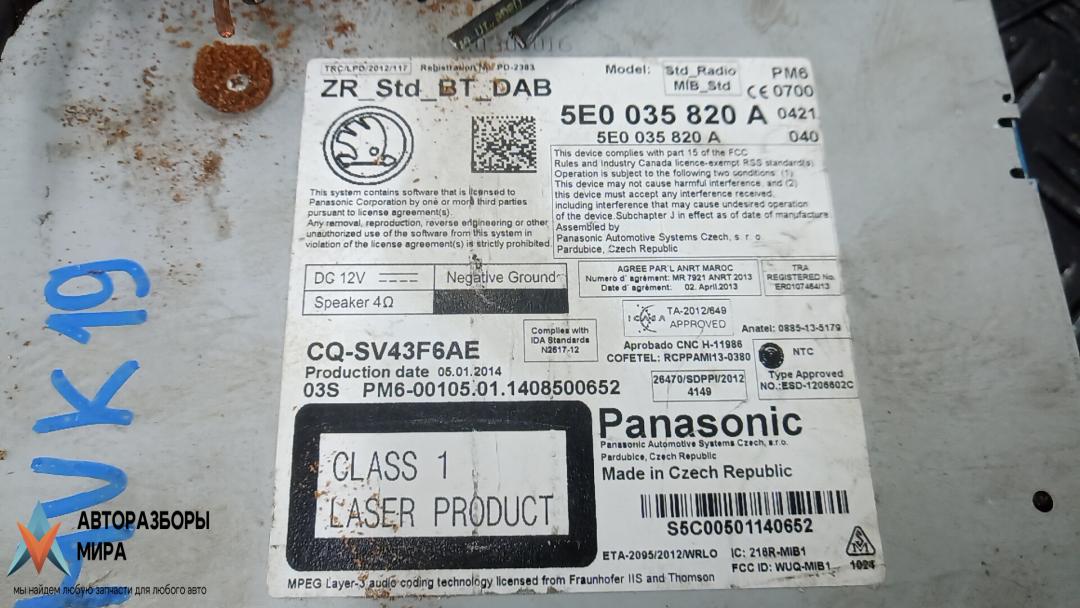 TRC/LPD/2012/117 Registration No: PD-2383
ZR_Std_BT_DAB
Model: Std_Radio PM6
MIB_Std CE 0700
5E0 035 820 A 0421
5E0 035 820 A 040
This system contains software that is licensed to
Panasonic Corporation by one or more third parties
pursuant to license agreement(s).
Any removal, reproduction, reverse engineering or other
unauthorized use of the software from this system in
violation of the license agreement(s) is strictly prohibited.
This device complies with part 15 of the FCC
Rules and Industry Canada licence-exempt RSS standard(s).
Operation is subject to the following two conditions: (1)
This device may not cause harmful interference, and (2)
this device must accept any interference received,
including interference that may cause undesired operation
of the device.Subchapter J in effect as of date of manufacture
Assembled by
Panasonic Automotive Systems Czech, s. r. o.
Pardubice, Czech Republic
DC 12V Negative Ground
Speaker 4Ω
AGREE PAR'L ANRT MAROC
Numero d'agrément: MR 7921 ANRT 2013
Date d'agrément: 02. April.2013
TRA
REGISTERED No.
ER0107464/13
Complies with
IDA Standards
N2617-12
ICASA TA-2012/649
APPROVED
Anatel: 0885-13-5179
Aprobado CNC H-11986
COFETEL: RCPPAMI13-0380
NTC
Type Approved
NO.:ESD-1206602C
26470/SDPPI/2012
4149
CQ-SV43F6AE
Production date 05.01.2014
03S PM6-00105.01.1408500652
CLASS 1
LASER PRODUCT
Panasonic
Panasonic Automotive Systems Czech, s.r.o.
Pardubice, Czech Republic
Made in Czech Republic
S5C00501140652
ETA-2095/2012/WRLO IC: 216R-MIB1
FCC ID: WUQ-MIB1 1024
MPEG Layer-3 audio coding technology licensed from Fraunhofer IIS and Thomson
VK19
АВТОРАЗБОРЫ
МИРА
мы найдем любую запчасти для любого авто